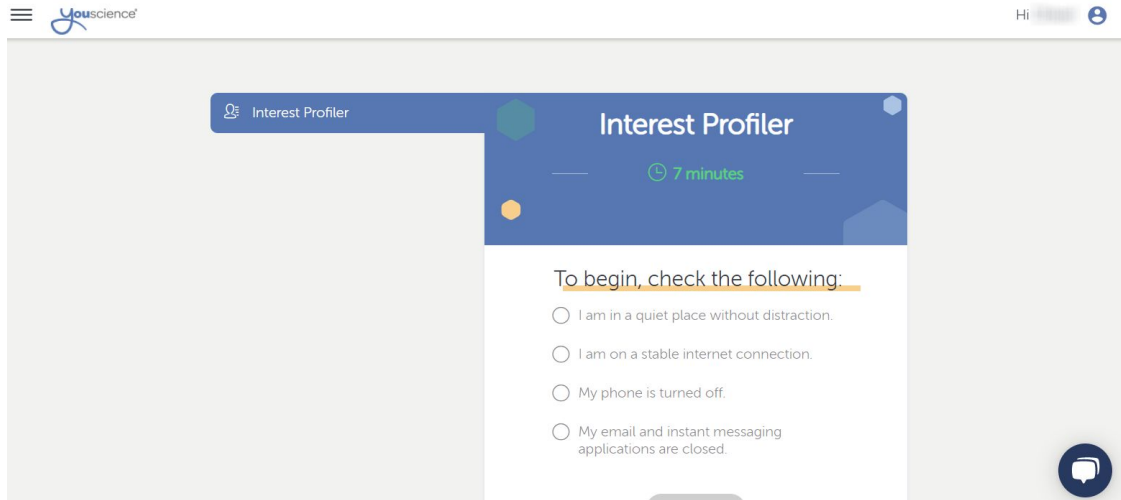 youscience®
Hi
Interest Profiler
Interest Profiler
7 minutes
To begin, check the following:
I am in a quiet place without distraction.
I am on a stable internet connection.
My phone is turned off.
My email and instant messaging
applications are closed.